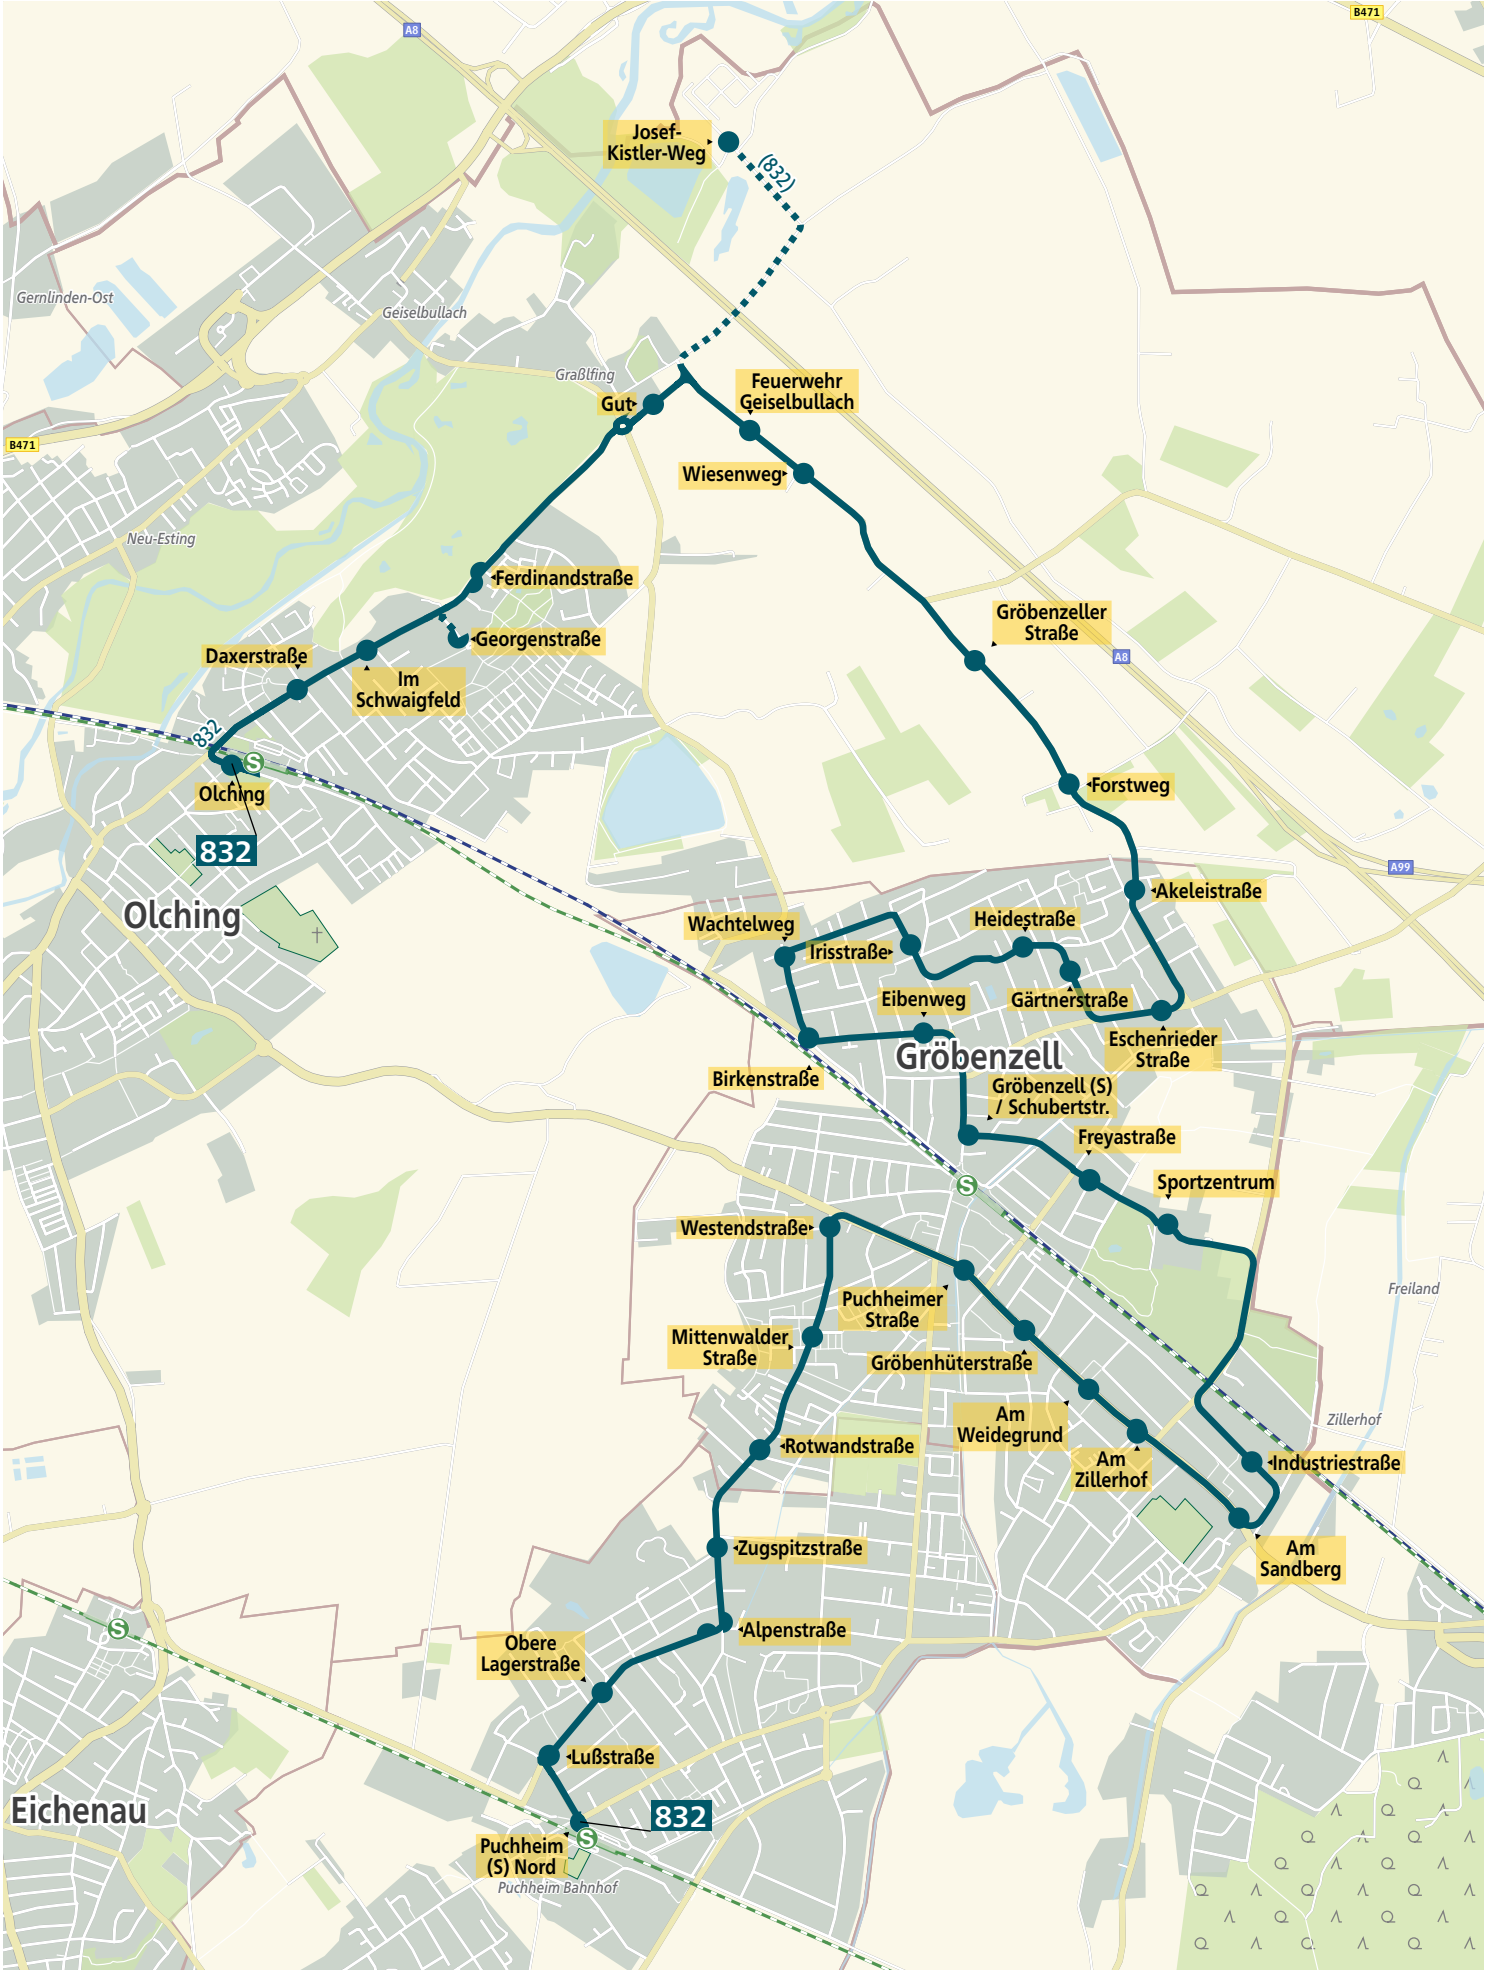 B471
A8
Josef-
Kistler-Weg
(832)
Gernlinden-Ost
Geiselbullach
Graßlfing
Feuerwehr
Geiselbullach
Gut
B471
Wiesenweg
Neu-Esting
Ferdinandstraße
Gröbenzeller
Straße
Georgenstraße
Daxerstraße
A8
Im
Schwaigfeld
832
S
Olching
Forstweg
832
A99
Akeleistraße
Olching
Wachtelweg
Heidestraße
Irisstraße
Eibenweg
Gärtnerstraße
Eschenrieder
Straße
Gröbenzell
Birkenstraße
Gröbenzell (S)
/ Schubertstr.
Freyastraße
S
Sportzentrum
Westendstraße
Freiland
Puchheimer
Straße
Mittenwalder
Straße
Gröbenhüterstraße
Am
Weidegrund
Zillerhof
Rotwandstraße
Am
Zillerhof
Industriestraße
Zugspitzstraße
Am
Sandberg
S
Alpenstraße
Obere
Lagerstraße
Lußstraße
Eichenau
832
S
Puchheim
(S) Nord
Puchheim Bahnhof